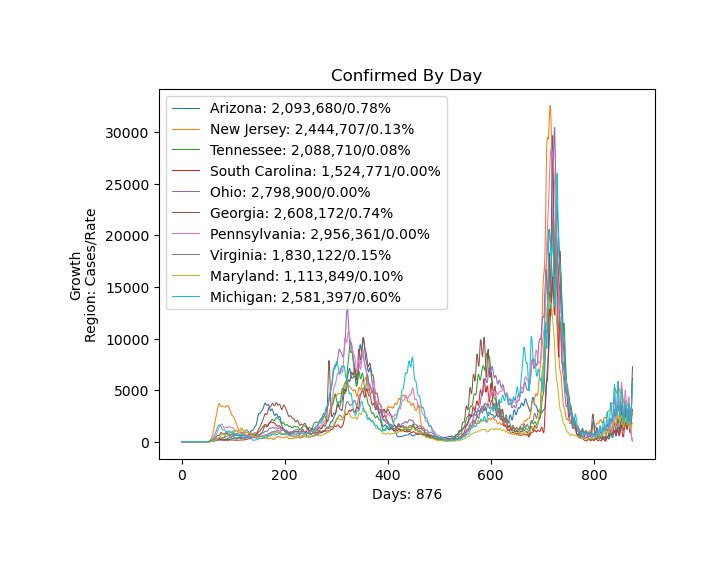 Confirmed By Day
Growth
Region: Cases/Rate
30000
25000
20000
15000
10000
5000
0
Arizona: 2,093,680/0.78%
New Jersey: 2,444,707/0.13%
Tennessee: 2,088,710/0.08%
South Carolina: 1,524,771/0.00%
Ohio: 2,798,900/0.00%
Georgia: 2,608,172/0.74%
Pennsylvania: 2,956,361/0.00%
Virginia: 1,830,122/0.15%
Maryland: 1,113,849/0.10%
Michigan: 2,581,397/0.60%
0 200 400 600 800
Days: 876